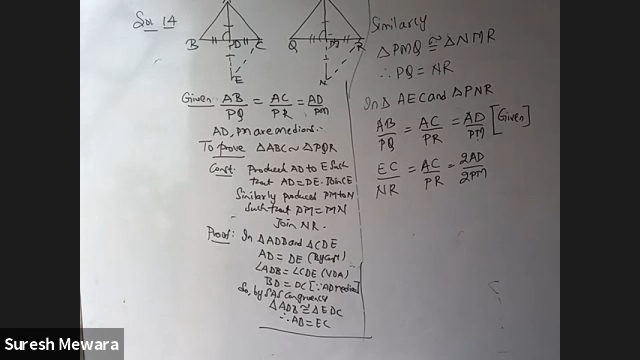 Sol 14
B D C
E
Q M R
N
Given AB/PQ = AC/PR = AD/PM
AD, PM are medians.
To prove △ABC ~ △PQR
Const. Produced AD to E such
that AD = DE. Join CE
Similarly produced PM to N
such that PM = MN
Join NR.
Proof: In △ADB and △CDE
AD = DE (By const)
∠ADB = ∠CDE (VOA)
BD = DC [∵ AD median]
So, by SAS congruency
△ADB ≅ △EDC
∴ AB = EC
Similarly
△PMQ ≅ △NMR
∴ PQ = NR
In △ AEC and △PNR
AB/PQ = AC/PR = AD/PM [Given]
EC/NR = AC/PR = 2AD/2PM
Suresh Mewara